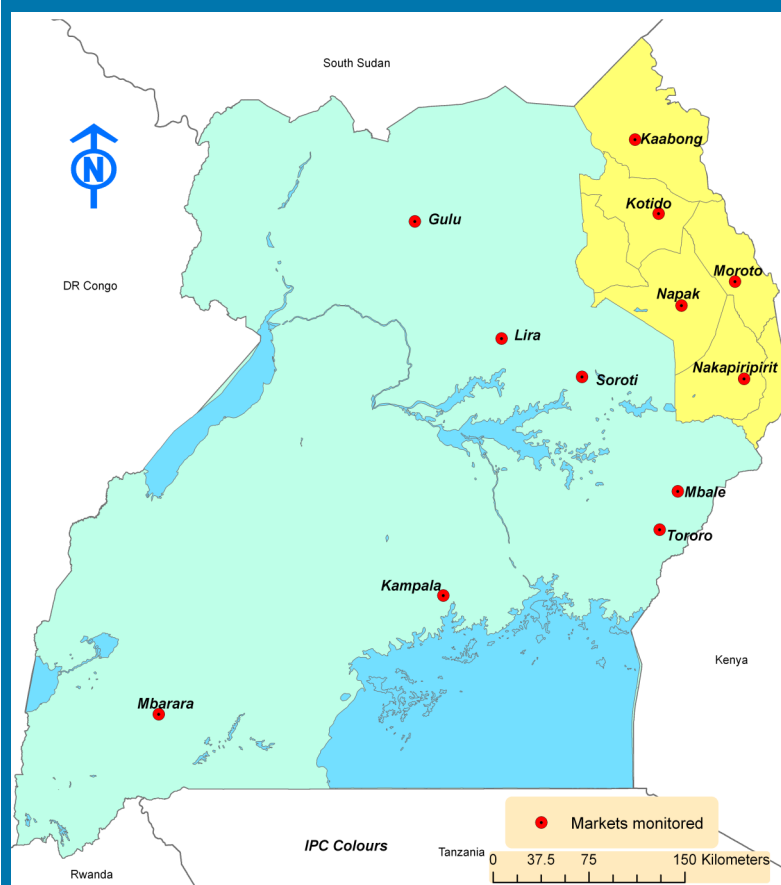 South Sudan
N
Kaabong
Kotido
Gulu
Moroto
DR Congo
Napak
Lira
Nakapiripirit
Soroti
Mbale
Tororo
Kampala
Kenya
Mbarara
Markets monitored
IPC Colours
Tanzania
0 37.5 75 150 Kilometers
Rwanda